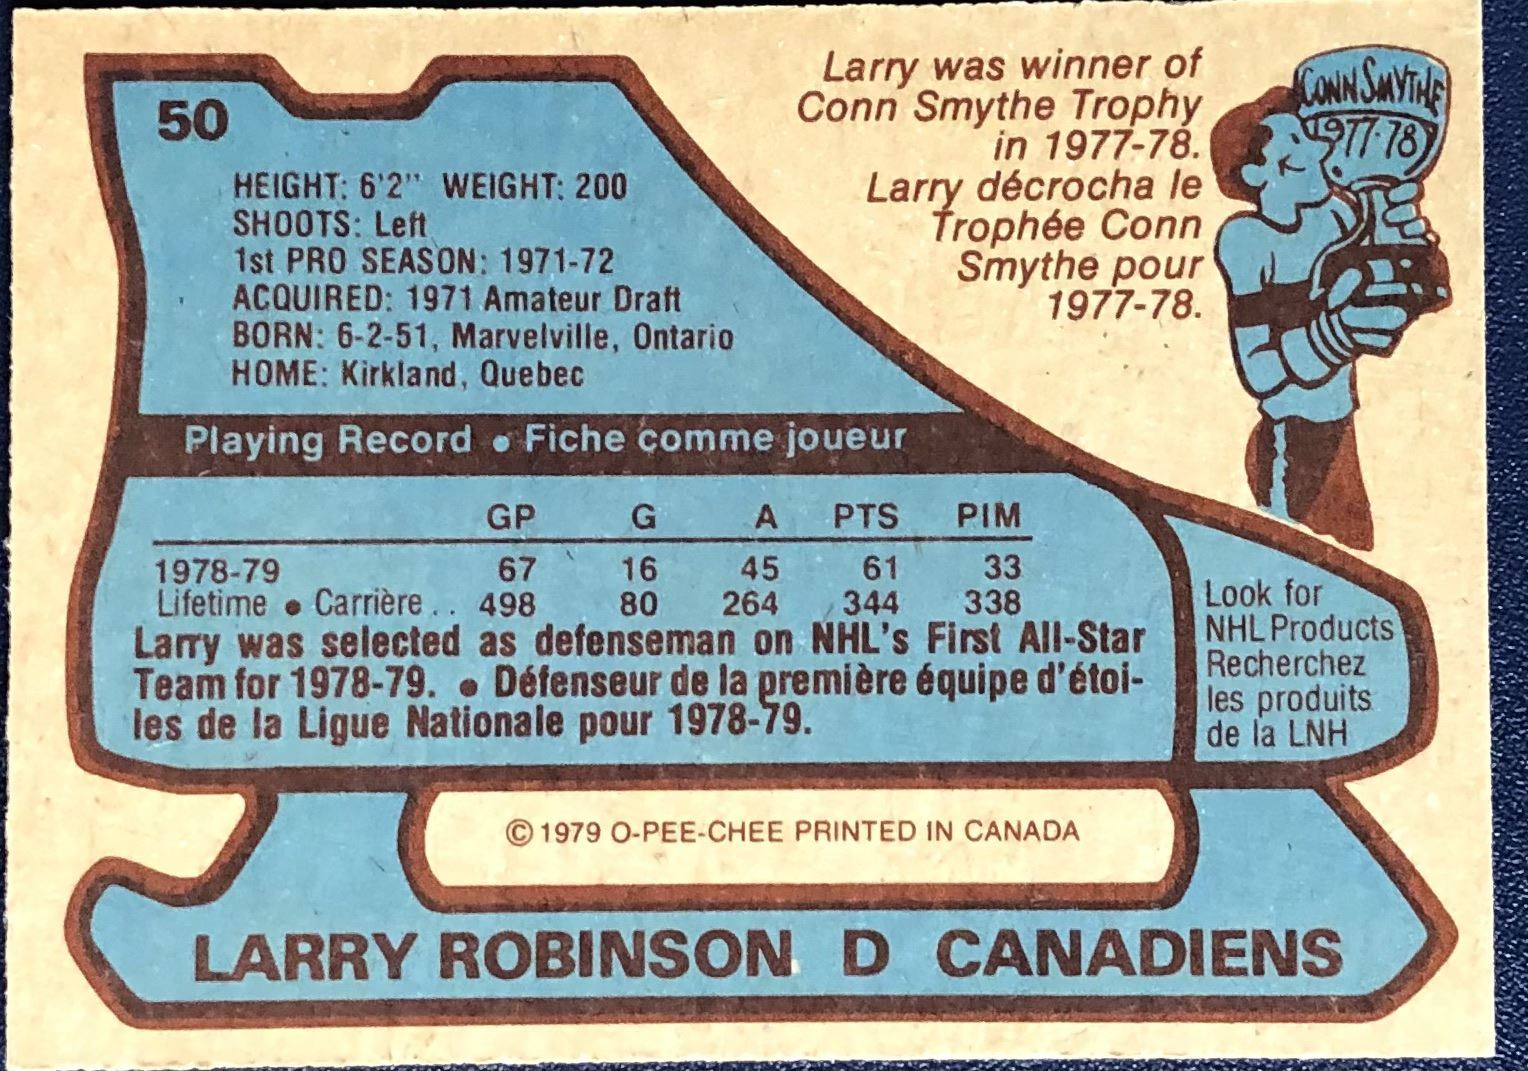 50
HEIGHT: 6'2" WEIGHT: 200
SHOOTS: Left
1st PRO SEASON: 1971-72
ACQUIRED: 1971 Amateur Draft
BORN: 6-2-51, Marvelville, Ontario
HOME: Kirkland, Quebec
Larry was winner of
Conn Smythe Trophy
in 1977-78.
Larry décrocha le
Trophée Conn
Smythe pour
1977-78.
CONN SMYTHE
1977-78
Playing Record • Fiche comme joueur
GP G A PTS PIM
1978-79 67 16 45 61 33
Lifetime • Carrière .. 498 80 264 344 338
Larry was selected as defenseman on NHL's First All-Star
Team for 1978-79. • Défenseur de la première équipe d'étoi-
les de la Ligue Nationale pour 1978-79.
Look for
NHL Products
Recherchez
les produits
de la LNH
© 1979 O-PEE-CHEE PRINTED IN CANADA
LARRY ROBINSON D CANADIENS